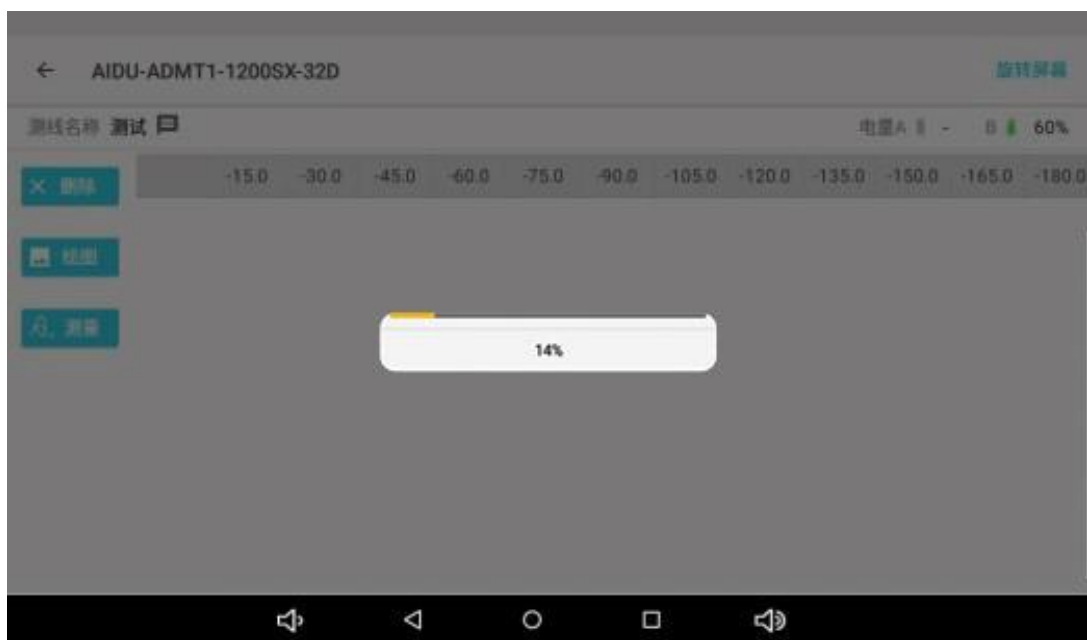 AIDU-ADMT1-1200SX-32D 旋转屏幕
测线名称 测试 电量A - B 60%
删除 -15.0 -30.0 -45.0 -60.0 -75.0 -90.0 -105.0 -120.0 -135.0 -150.0 -165.0 -180.0
绘图
测量
14%